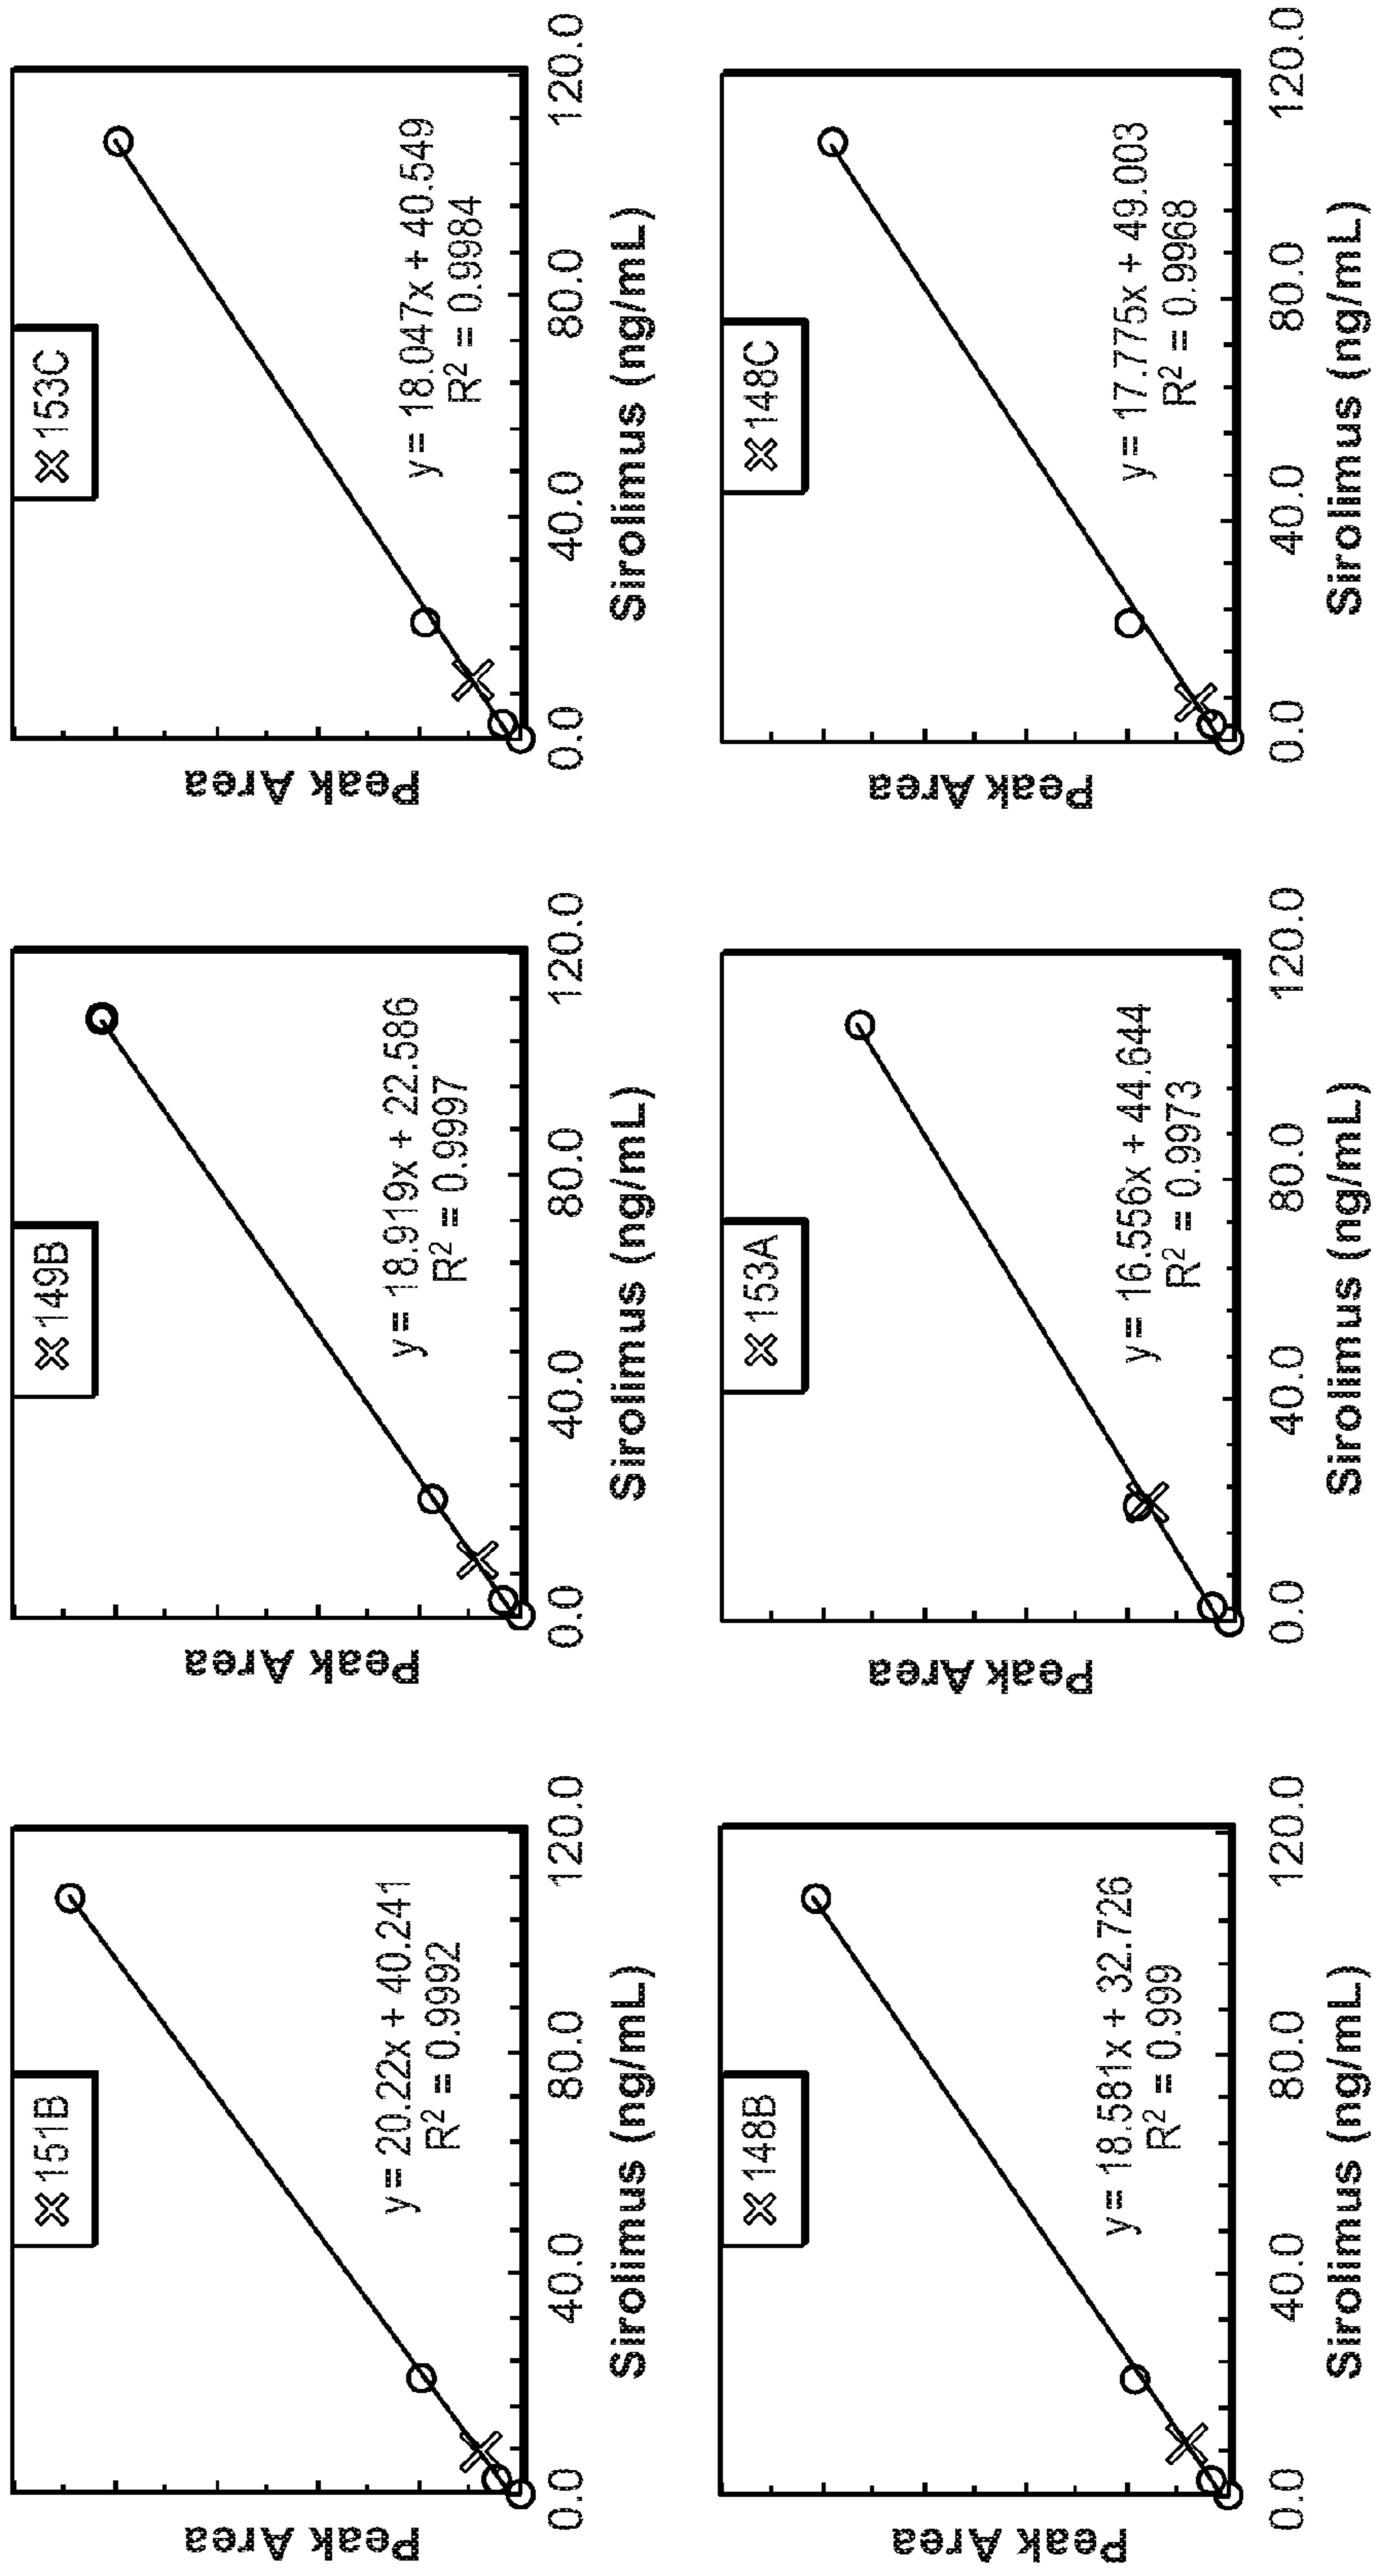 × 151B
y = 20.22x + 40.241
R² = 0.9992
Peak Area
0.0 40.0 80.0 120.0
Sirolimus (ng/mL)
× 149B
y = 18.919x + 22.586
R² = 0.9997
Peak Area
0.0 40.0 80.0 120.0
Sirolimus (ng/mL)
× 153C
y = 18.047x + 40.549
R² = 0.9984
Peak Area
0.0 40.0 80.0 120.0
Sirolimus (ng/mL)
× 148B
y = 18.581x + 32.726
R² = 0.999
Peak Area
0.0 40.0 80.0 120.0
Sirolimus (ng/mL)
× 153A
y = 16.556x + 44.644
R² = 0.9973
Peak Area
0.0 40.0 80.0 120.0
Sirolimus (ng/mL)
× 148C
y = 17.775x + 49.003
R² = 0.9968
Peak Area
0.0 40.0 80.0 120.0
Sirolimus (ng/mL)